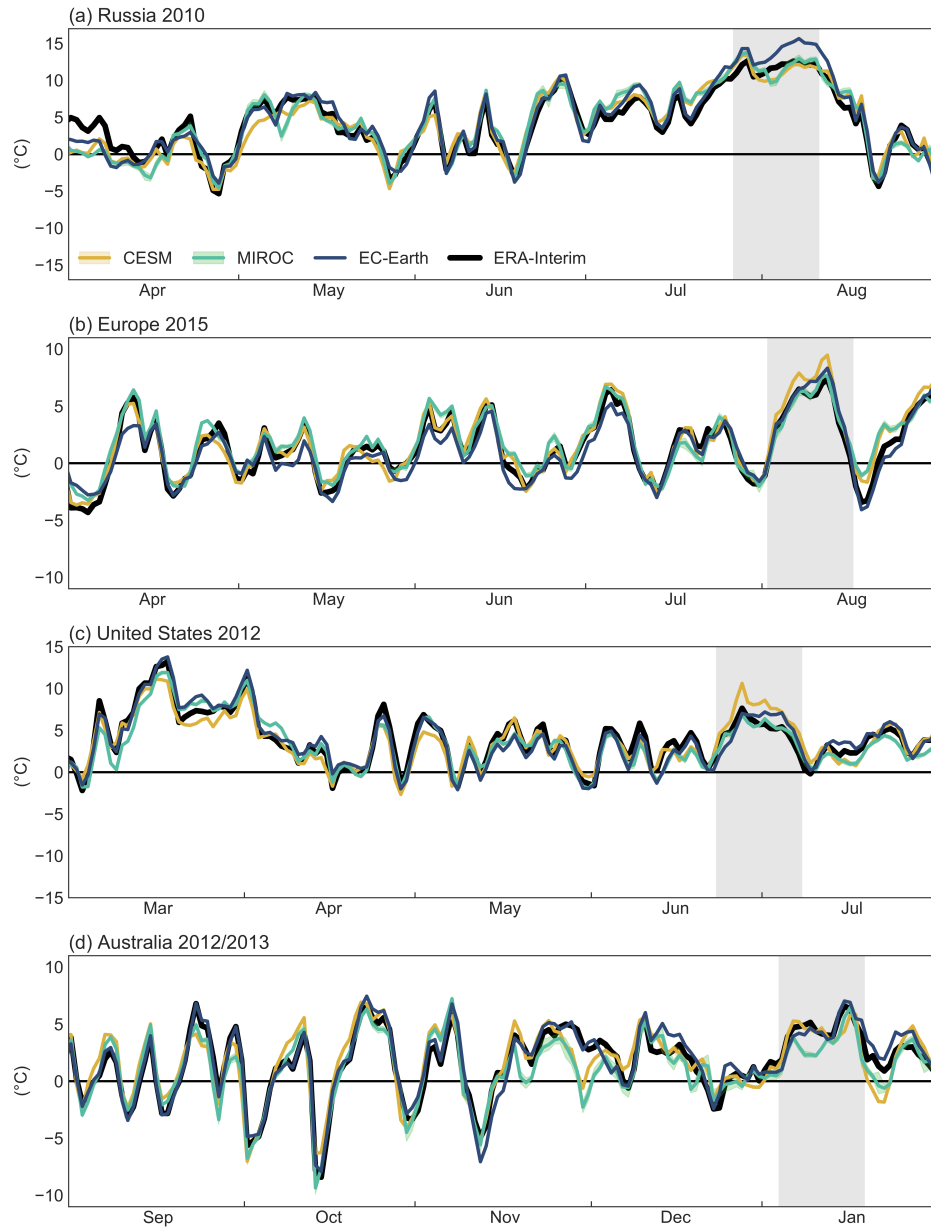 (a) Russia 2010
15
10
5
0
−5
−10
−15
(°C)
CESM MIROC EC-Earth ERA-Interim
Apr May Jun Jul Aug
(b) Europe 2015
10
5
0
−5
−10
(°C)
Apr May Jun Jul Aug
(c) United States 2012
15
10
5
0
−5
−10
−15
(°C)
Mar Apr May Jun Jul
(d) Australia 2012/2013
10
5
0
−5
−10
(°C)
Sep Oct Nov Dec Jan